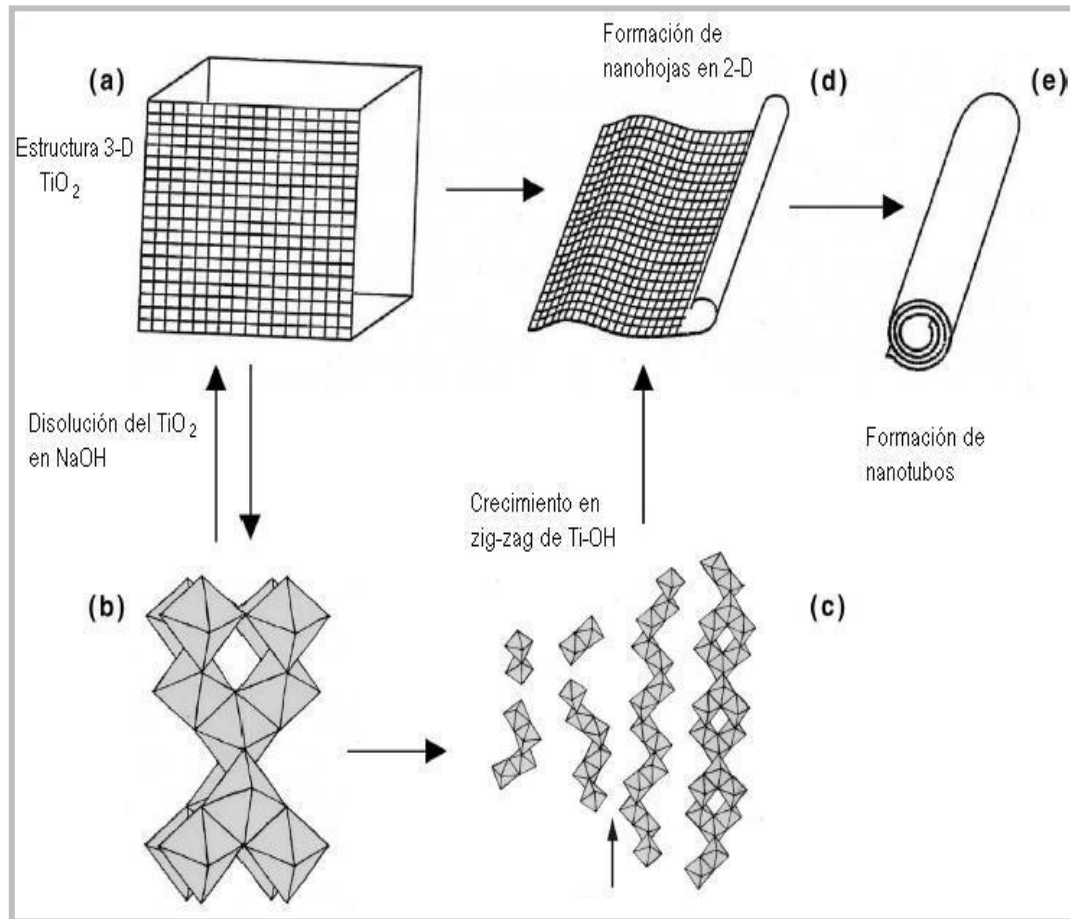 (a)
Estructura 3-D
TiO2
Formación de
nanohojas en 2-D
(d)
(e)
Disolución del TiO2
en NaOH
Formación de
nanotubos
Crecimiento en
zig-zag de Ti-OH
(b)
(c)